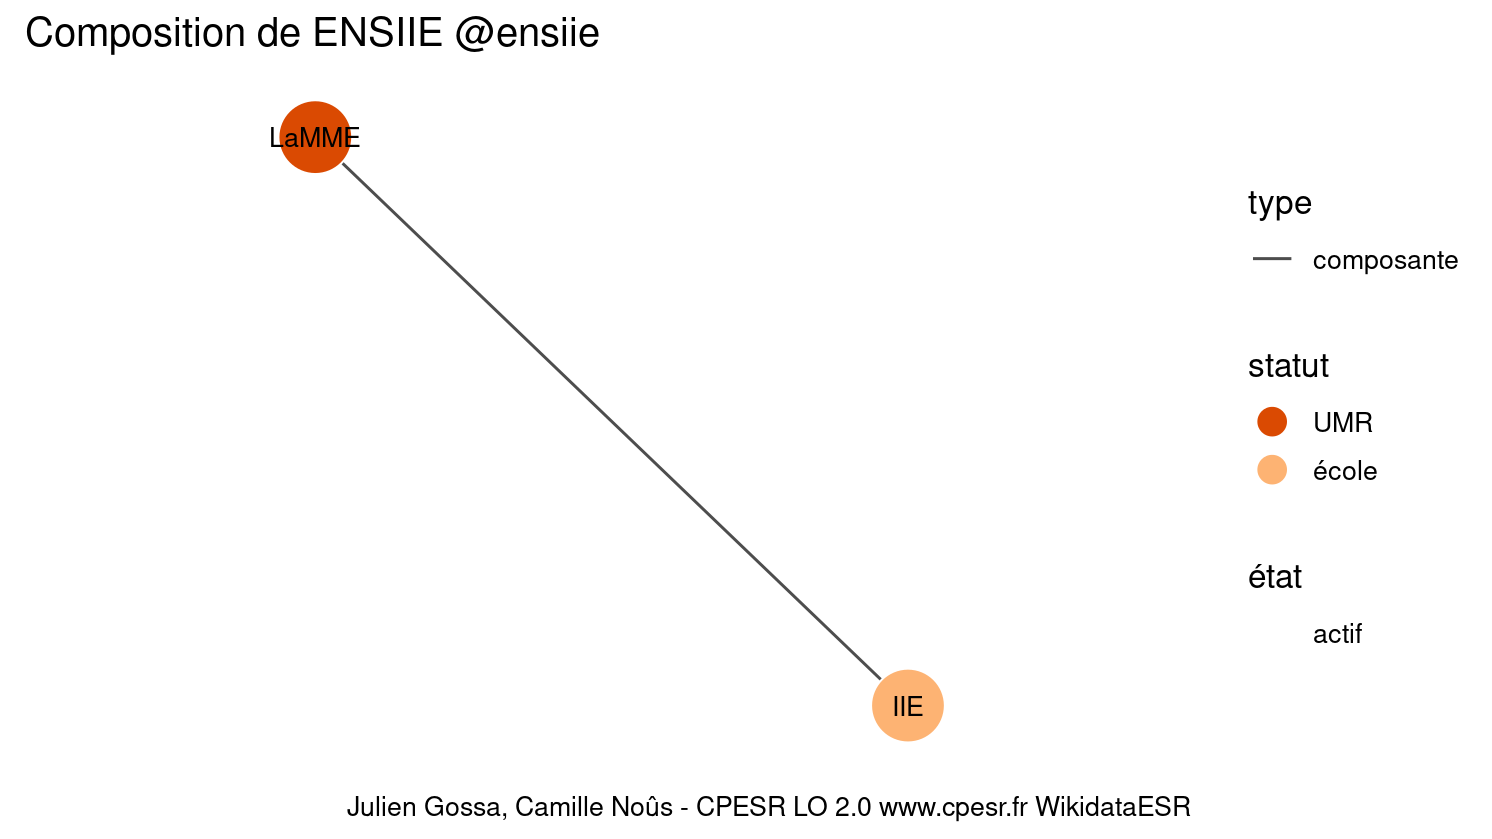 Composition de ENSIIE @ensiie
LaMME
type
composante
statut
UMR
école
état
actif
IIE
Julien Gossa, Camille Noûs - CPESR LO 2.0 www.cpesr.fr WikidataESR